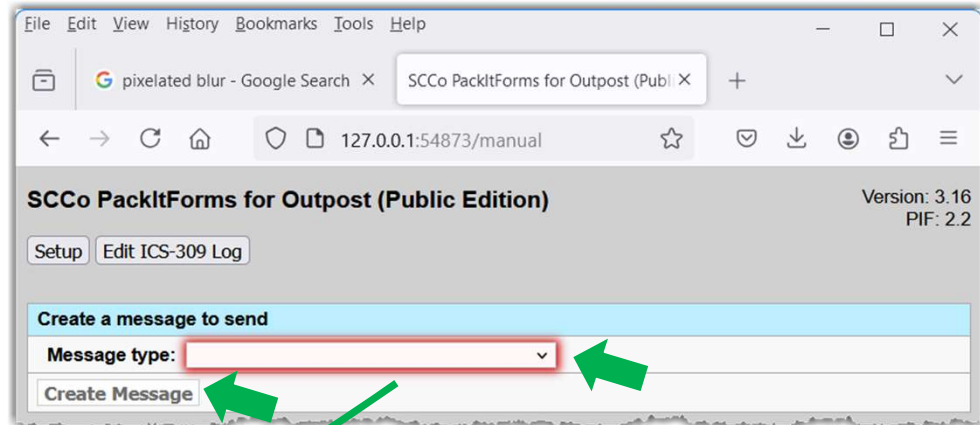 File Edit View History Bookmarks Tools Help
pixelated blur - Google Search SCCo PackItForms for Outpost (Publi
127.0.0.1:54873/manual
SCCo PackItForms for Outpost (Public Edition) Version: 3.16
PIF: 2.2
Setup Edit ICS-309 Log
Create a message to send
Message type:
Create Message